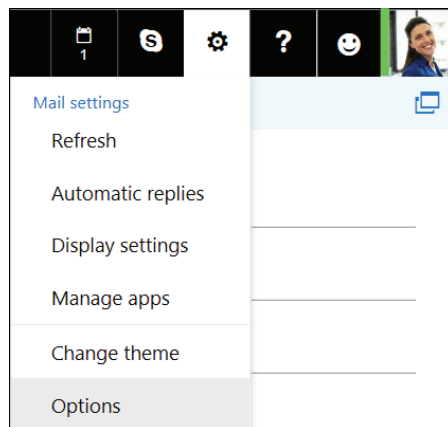 1
S
?
Mail settings
Refresh
Automatic replies
Display settings
Manage apps
Change theme
Options